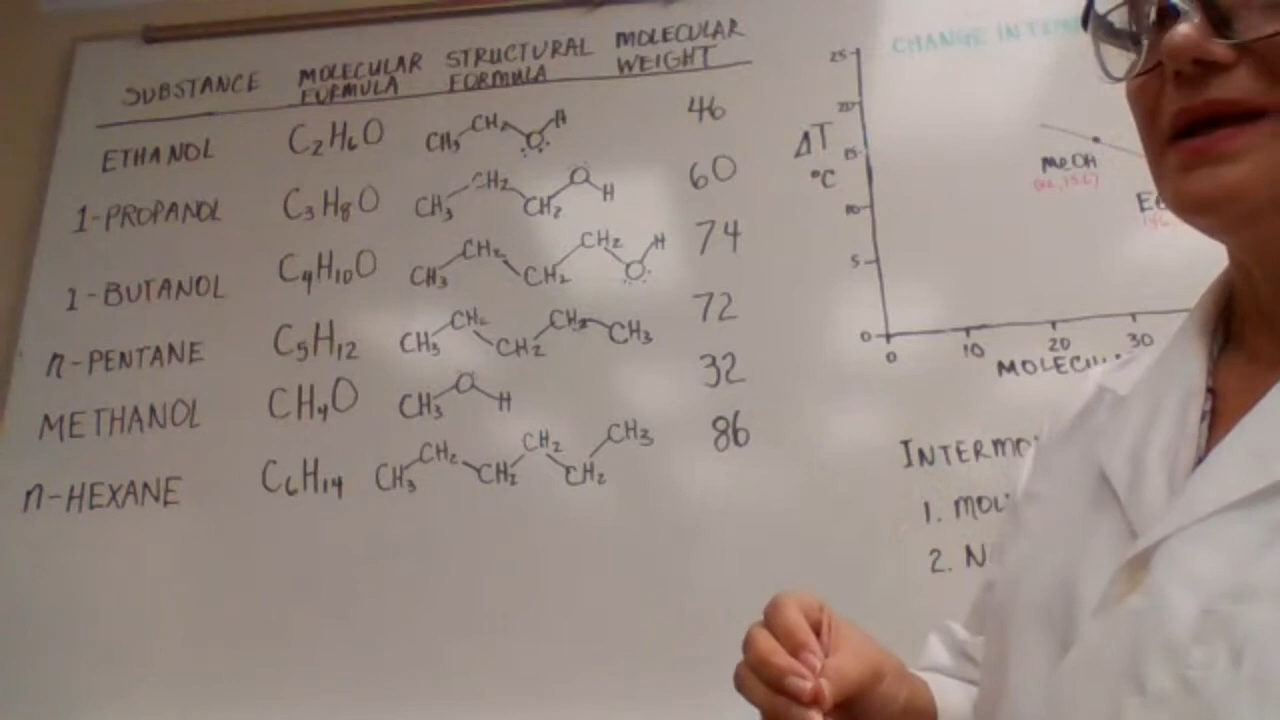 SUBSTANCE MOLECULAR FORMULA STRUCTURAL FORMULA MOLECULAR WEIGHT
ETHANOL C2H6O CH3 CH2 O H 46
1-PROPANOL C3H8O CH3 CH2 CH2 O H 60
1-BUTANOL C4H10O CH3 CH2 CH2 CH2 O H 74
n-PENTANE C5H12 CH3 CH2 CH2 CH2 CH3 72
METHANOL CH4O CH3 O H 32
n-HEXANE C6H14 CH3 CH2 CH2 CH2 CH2 CH3 86
CHANGE IN
25
20
15
10
5
0
ΔT
°C
MeOH
0 10 20 30
1.
2. N